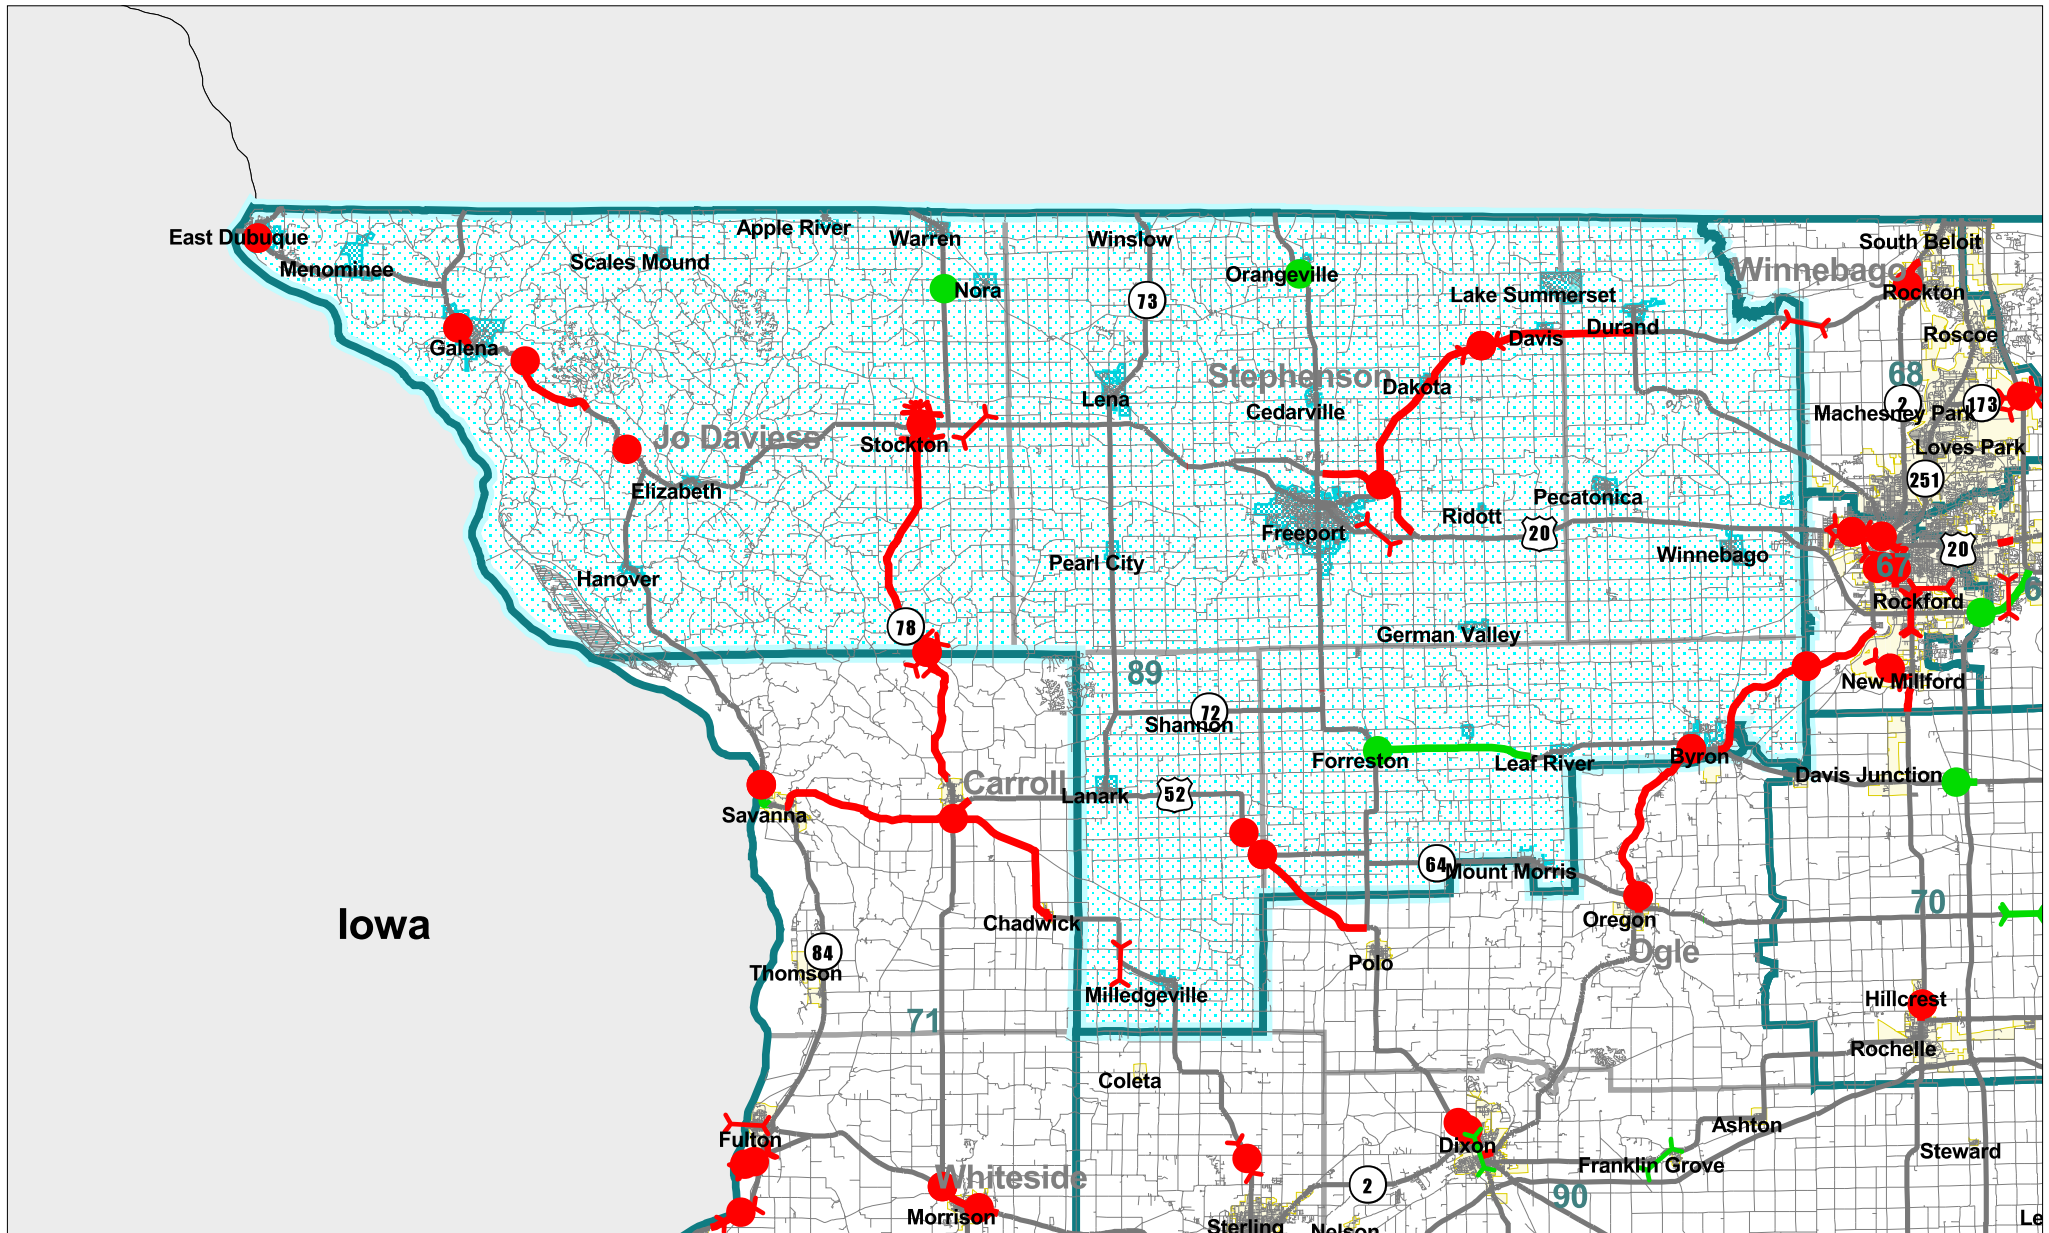 East Dubuque
Menominee
Scales Mound
Apple River
Warren
Winslow
Nora
73
Orangeville
Lake Summerset
Durand
Davis
South Beloit
Winnebago
Rockton
Roscoe
Galena
Stephenson
Dakota
Cedarville
Lena
68
2
173
Machesney Park
Loves Park
251
Jo Daviess
Stockton
Elizabeth
Pecatonica
Ridott
20
Freeport
Winnebago
20
67
Rockford
6
Pearl City
Hanover
78
German Valley
89
New Millford
72
Shannon
Forreston
Leaf River
Byron
Davis Junction
Carroll
Lanark
52
Savanna
64
Mount Morris
70
Oregon
Ogle
Chadwick
Iowa
84
Thomson
Polo
Milledgeville
Hillcrest
71
Rochelle
Coleta
Ashton
Fulton
Dixon
Franklin Grove
Steward
Whiteside
2
90
Morrison
Sterling
Nelson
Le